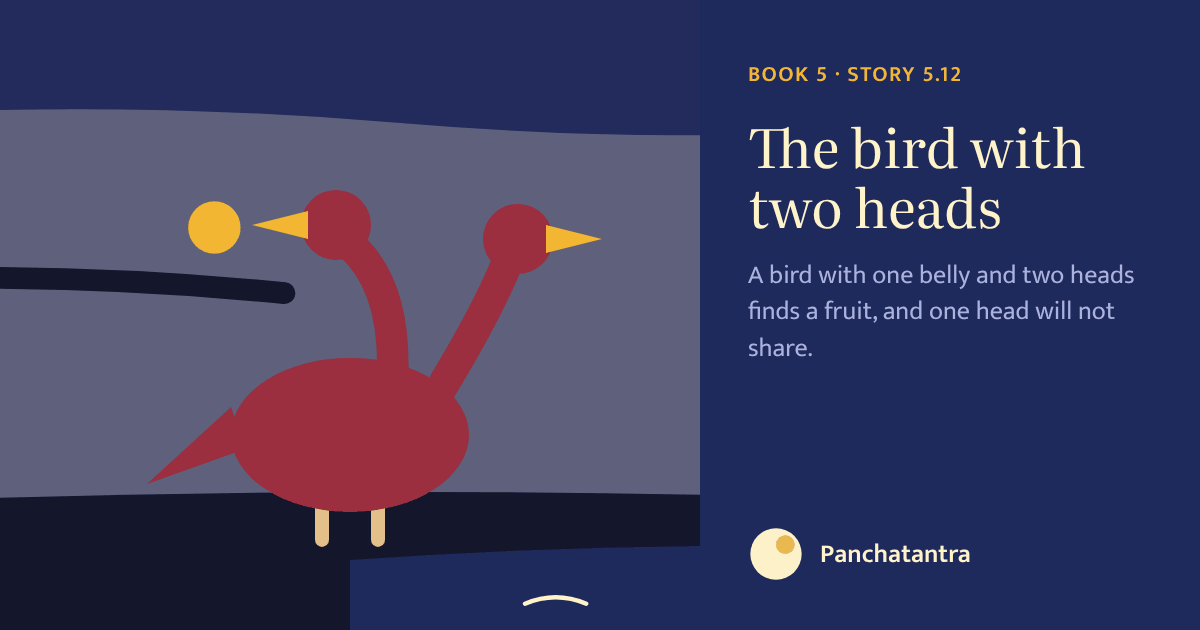 BOOK 5 · STORY 5.12
The bird with
two heads
A bird with one belly and two heads
finds a fruit, and one head will not
share.
Panchatantra